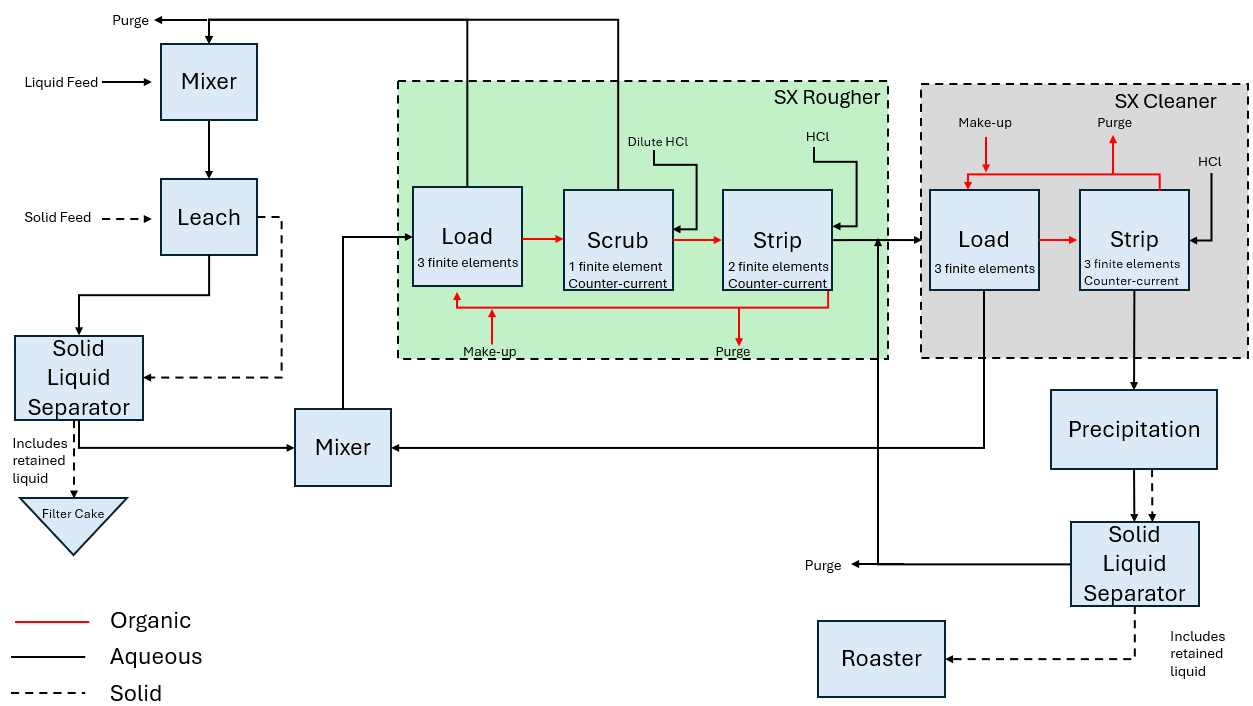 Purge
Liquid Feed
Mixer
SX Rougher
SX Cleaner
Make-up
Purge
Dilute HCl
HCl
HCl
Solid Feed
Leach
Load
3 finite elements
Scrub
1 finite element
Counter-current
Strip
2 finite elements
Counter-current
Load
3 finite elements
Strip
3 finite elements
Counter-current
Make-up
Purge
Solid
Liquid
Separator
Includes
retained
liquid
Mixer
Precipitation
Filter Cake
Solid
Liquid
Separator
Purge
Organic
Aqueous
Solid
Roaster
Includes
retained
liquid